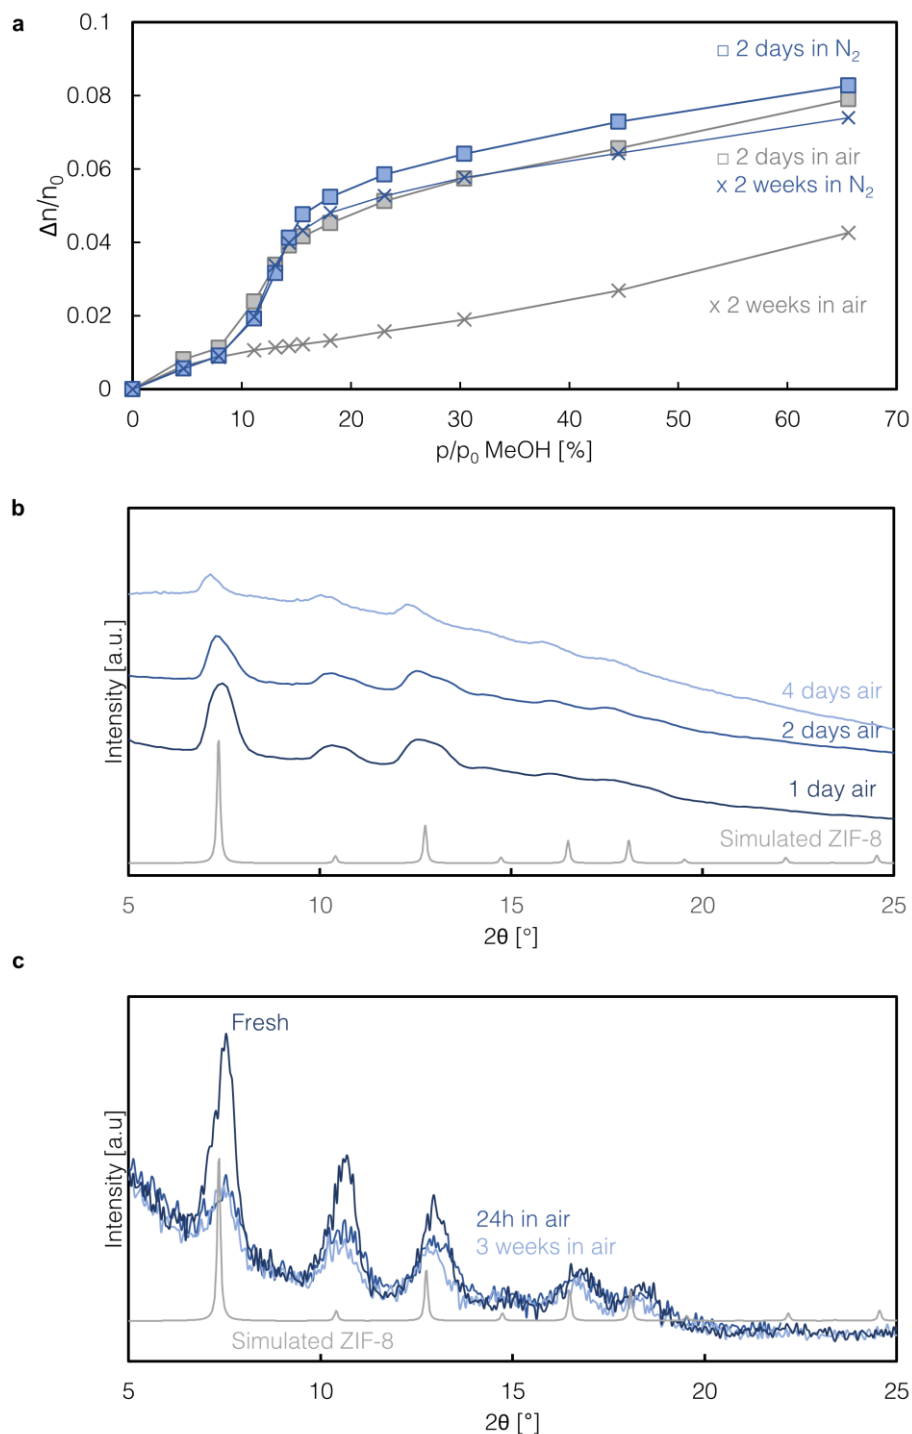 a
0.1
0.08
0.06
0.04
0.02
0
Δn/n₀
□ 2 days in N₂
□ 2 days in air
x 2 weeks in N₂
x 2 weeks in air
0 10 20 30 40 50 60 70
p/p₀ MeOH [%]
b
Intensity [a.u.]
4 days air
2 days air
1 day air
Simulated ZIF-8
5 10 15 20 25
2θ [°]
c
Intensity [a.u]
Fresh
24h in air
3 weeks in air
Simulated ZIF-8
5 10 15 20 25
2θ [°]